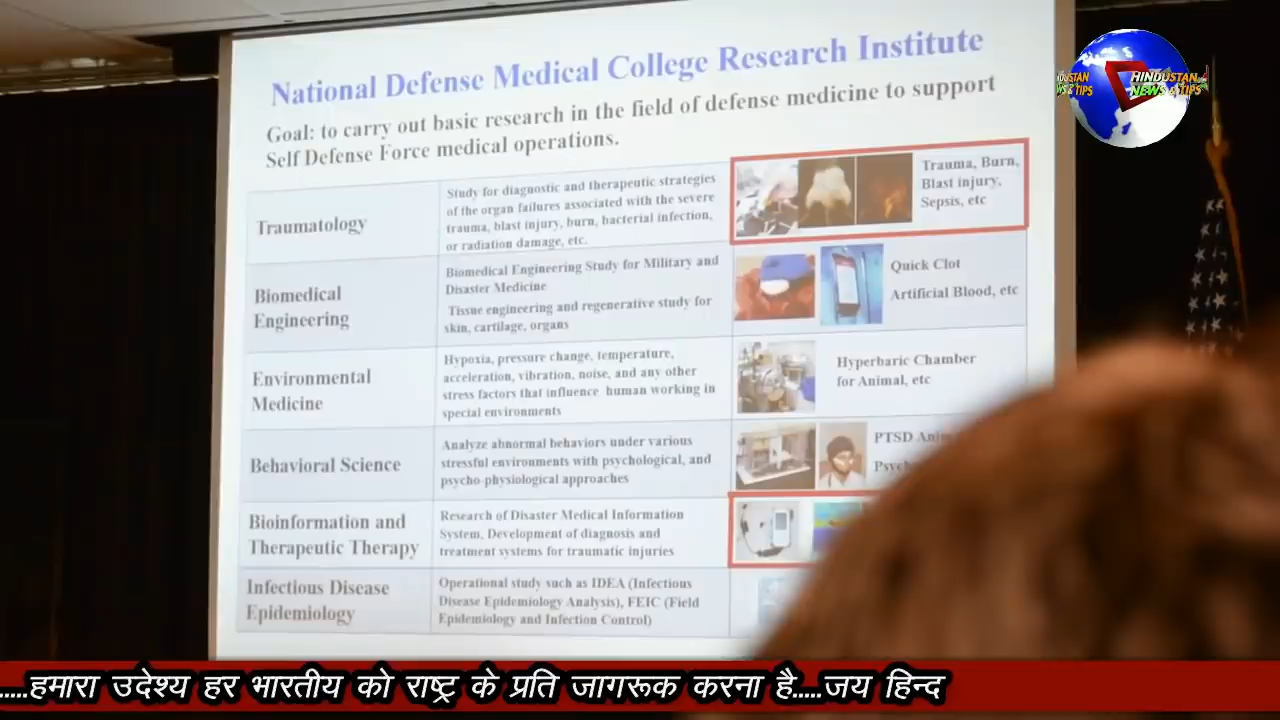 National Defense Medical College Research Institute
Goal: to carry out basic research in the field of defense medicine to support
Self Defense Force medical operations.
Traumatology
Study for diagnostic and therapeutic strategies
of the organ failures associated with the severe
trauma, blast injury, burn, bacterial infection,
or radiation damage, etc.
Trauma, Burn,
Blast injury,
Sepsis, etc
Biomedical
Engineering
Biomedical Engineering Study for Military and
Disaster Medicine
Tissue engineering and regenerative study for
skin, cartilage, organs
Quick Clot
Artificial Blood, etc
Environmental
Medicine
Hypoxia, pressure change, temperature,
acceleration, vibration, noise, and any other
stress factors that influence human working in
special environments
Hyperbaric Chamber
for Animal, etc
Behavioral Science
Analyze abnormal behaviors under various
stressful environments with psychological, and
psycho-physiological approaches
PTSD
Bioinformation and
Therapeutic Therapy
Research of Disaster Medical Information
System, Development of diagnosis and
treatment systems for traumatic injuries
Infectious Disease
Epidemiology
Operational study such as IDEA (Infectious
Disease Epidemiology Analysis), FEIC (Field
Epidemiology and Infection Control)
HINDUSTAN
NEWS & TIPS
.....हमारा उदेश्य हर भारतीय को राष्ट्र के प्रति जागरूक करना है.....जय हिन्द